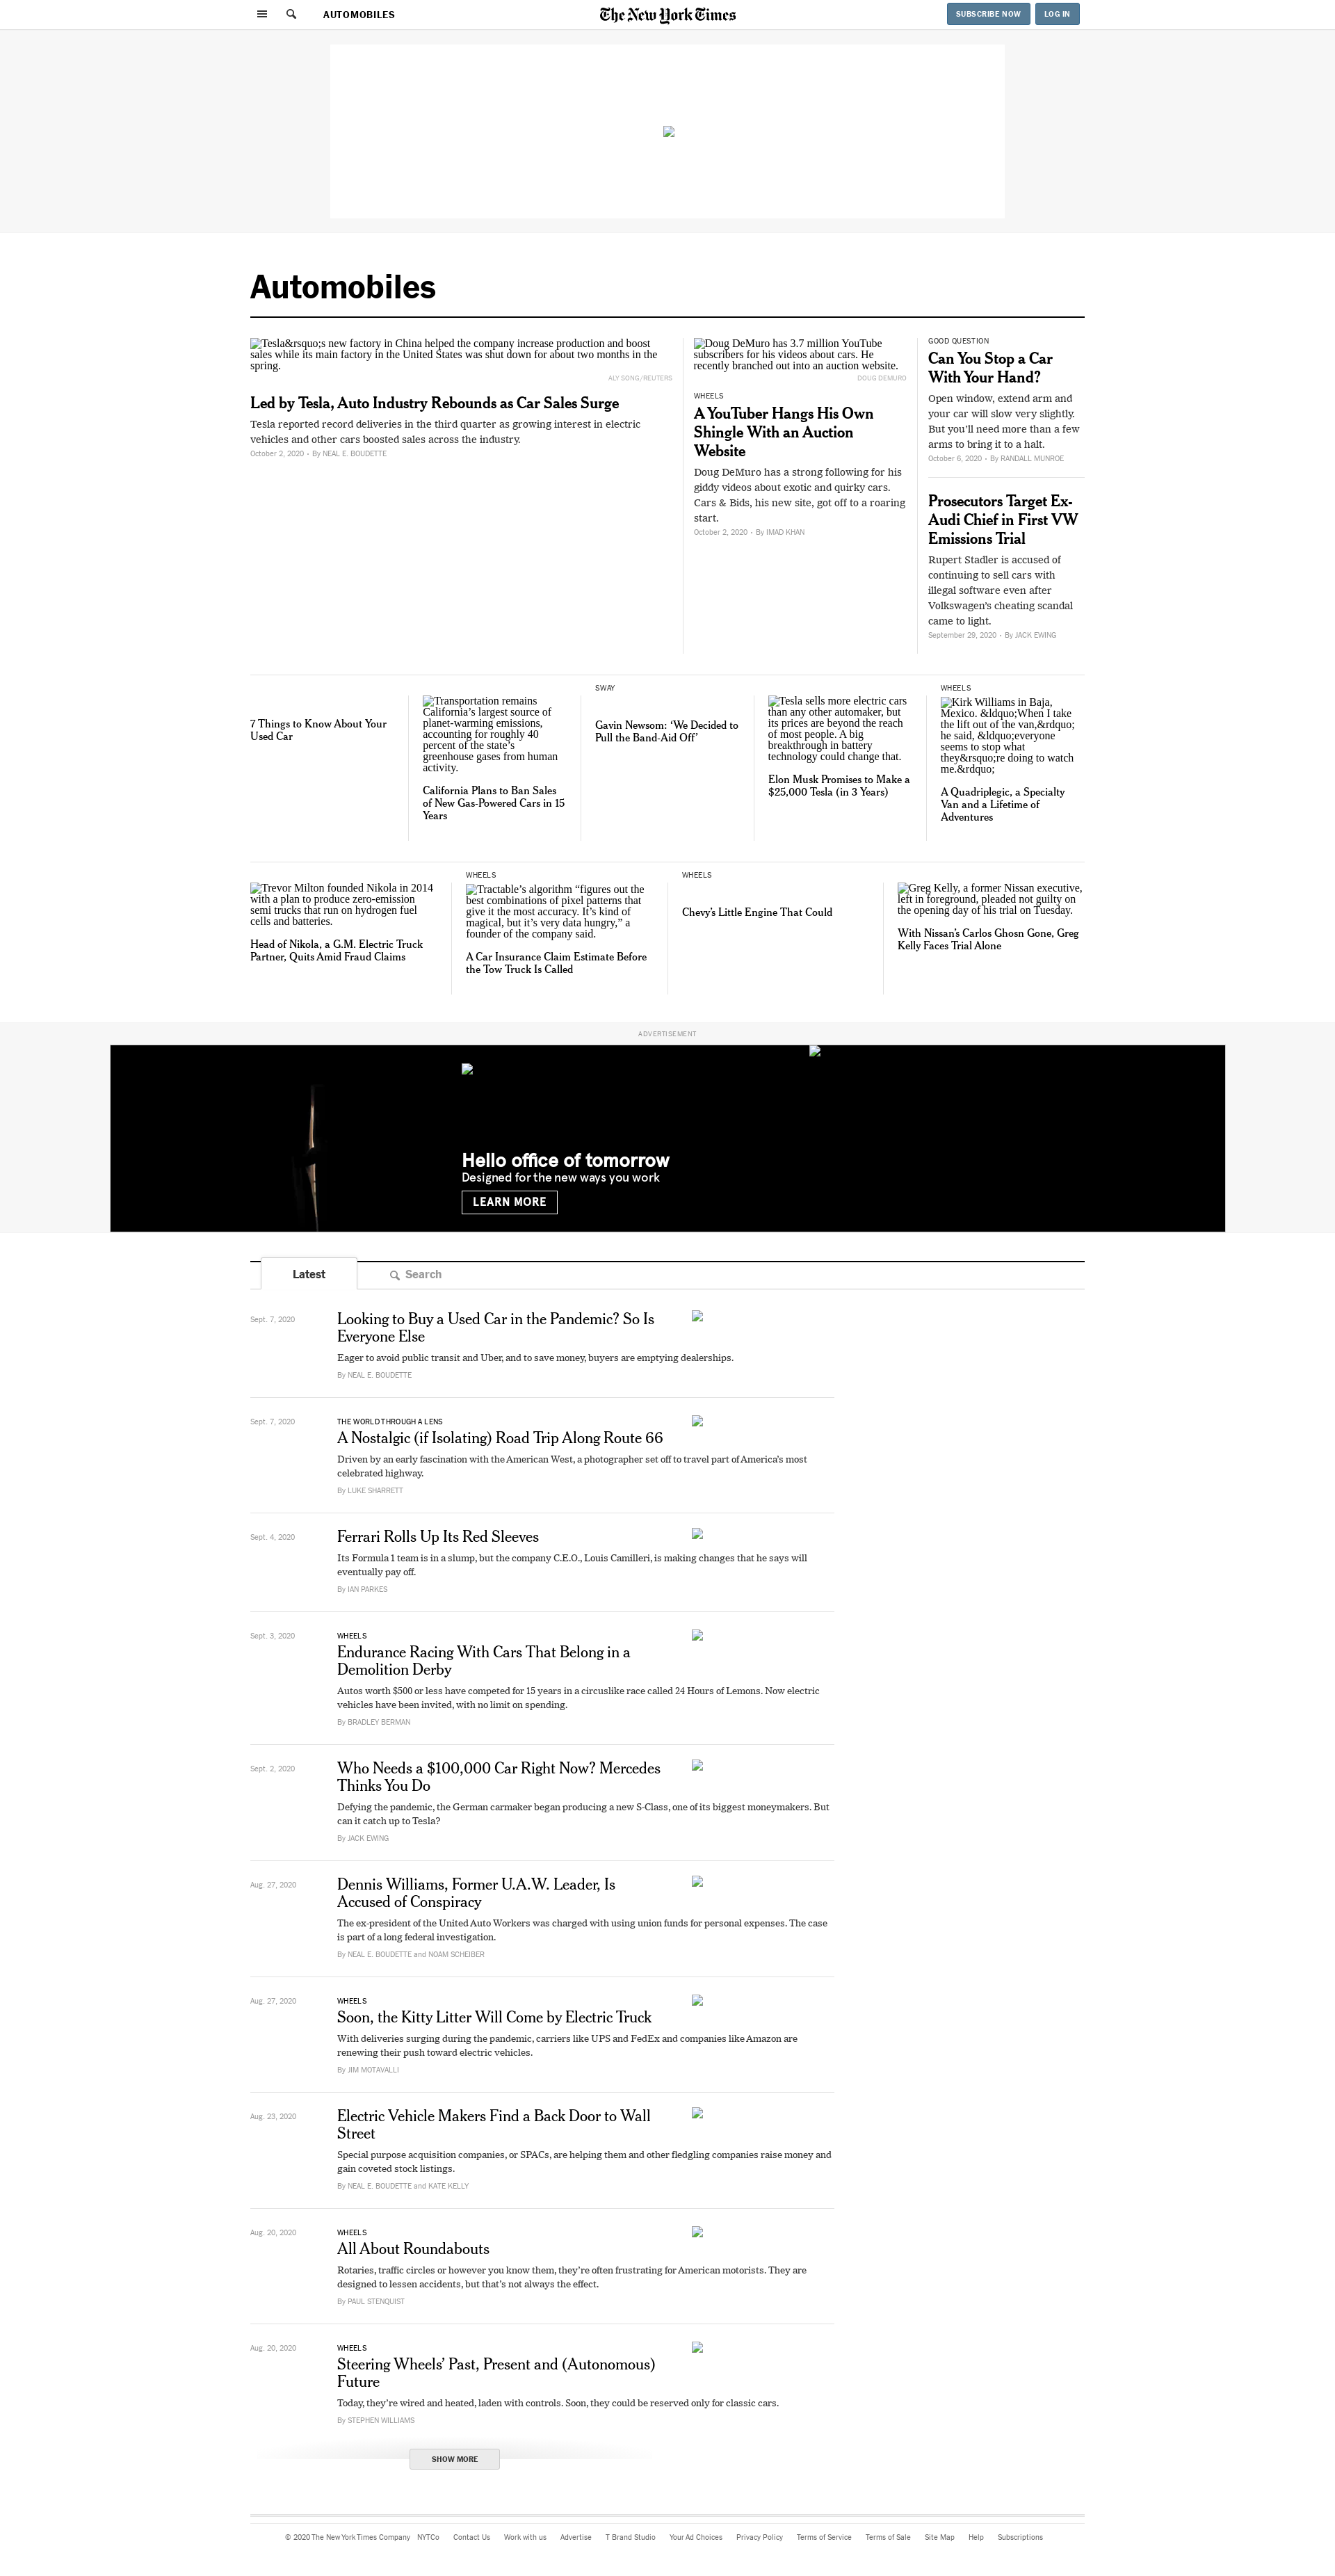 AUTOMOBILES
The New York Times
SUBSCRIBE NOW
LOG IN
Automobiles
Tesla&rsquo;s new factory in China helped the company increase production and boost
sales while its main factory in the United States was shut down for about two months in the
spring.
ALY SONG/REUTERS
Led by Tesla, Auto Industry Rebounds as Car Sales Surge
Tesla reported record deliveries in the third quarter as growing interest in electric
vehicles and other cars boosted sales across the industry.
October 2, 2020 • By NEAL E. BOUDETTE
Doug DeMuro has 3.7 million YouTube
subscribers for his videos about cars. He
recently branched out into an auction website.
DOUG DEMURO
WHEELS
A YouTuber Hangs His Own
Shingle With an Auction
Website
Doug DeMuro has a strong following for his
giddy videos about exotic and quirky cars.
Cars & Bids, his new site, got off to a roaring
start.
October 2, 2020 • By IMAD KHAN
GOOD QUESTION
Can You Stop a Car
With Your Hand?
Open window, extend arm and
your car will slow very slightly.
But you’ll need more than a few
arms to bring it to a halt.
October 6, 2020 • By RANDALL MUNROE
Prosecutors Target Ex-
Audi Chief in First VW
Emissions Trial
Rupert Stadler is accused of
continuing to sell cars with
illegal software even after
Volkswagen’s cheating scandal
came to light.
September 29, 2020 • By JACK EWING
7 Things to Know About Your
Used Car
Transportation remains
California’s largest source of
planet-warming emissions,
accounting for roughly 40
percent of the state’s
greenhouse gases from human
activity.
California Plans to Ban Sales
of New Gas-Powered Cars in 15
Years
SWAY
Gavin Newsom: ‘We Decided to
Pull the Band-Aid Off’
Tesla sells more electric cars
than any other automaker, but
its prices are beyond the reach
of most people. A big
breakthrough in battery
technology could change that.
Elon Musk Promises to Make a
$25,000 Tesla (in 3 Years)
WHEELS
Kirk Williams in Baja,
Mexico. &ldquo;When I take
the lift out of the van,&rdquo;
he said, &ldquo;everyone
seems to stop what
they&rsquo;re doing to watch
me.&rdquo;
A Quadriplegic, a Specialty
Van and a Lifetime of
Adventures
Trevor Milton founded Nikola in 2014
with a plan to produce zero-emission
semi trucks that run on hydrogen fuel
cells and batteries.
Head of Nikola, a G.M. Electric Truck
Partner, Quits Amid Fraud Claims
WHEELS
Tractable’s algorithm “figures out the
best combinations of pixel patterns that
give it the most accuracy. It’s kind of
magical, but it’s very data hungry,” a
founder of the company said.
A Car Insurance Claim Estimate Before
the Tow Truck Is Called
WHEELS
Chevy’s Little Engine That Could
Greg Kelly, a former Nissan executive,
left in foreground, pleaded not guilty on
the opening day of his trial on Tuesday.
With Nissan’s Carlos Ghosn Gone, Greg
Kelly Faces Trial Alone
ADVERTISEMENT
Hello office of tomorrow
Designed for the new ways you work
LEARN MORE
Latest
Search
Sept. 7, 2020
Looking to Buy a Used Car in the Pandemic? So Is
Everyone Else
Eager to avoid public transit and Uber, and to save money, buyers are emptying dealerships.
By NEAL E. BOUDETTE
Sept. 7, 2020
THE WORLD THROUGH A LENS
A Nostalgic (if Isolating) Road Trip Along Route 66
Driven by an early fascination with the American West, a photographer set off to travel part of America’s most
celebrated highway.
By LUKE SHARRETT
Sept. 4, 2020
Ferrari Rolls Up Its Red Sleeves
Its Formula 1 team is in a slump, but the company C.E.O., Louis Camilleri, is making changes that he says will
eventually pay off.
By IAN PARKES
Sept. 3, 2020
WHEELS
Endurance Racing With Cars That Belong in a
Demolition Derby
Autos worth $500 or less have competed for 15 years in a circuslike race called 24 Hours of Lemons. Now electric
vehicles have been invited, with no limit on spending.
By BRADLEY BERMAN
Sept. 2, 2020
Who Needs a $100,000 Car Right Now? Mercedes
Thinks You Do
Defying the pandemic, the German carmaker began producing a new S-Class, one of its biggest moneymakers. But
can it catch up to Tesla?
By JACK EWING
Aug. 27, 2020
Dennis Williams, Former U.A.W. Leader, Is
Accused of Conspiracy
The ex-president of the United Auto Workers was charged with using union funds for personal expenses. The case
is part of a long federal investigation.
By NEAL E. BOUDETTE and NOAM SCHEIBER
Aug. 27, 2020
WHEELS
Soon, the Kitty Litter Will Come by Electric Truck
With deliveries surging during the pandemic, carriers like UPS and FedEx and companies like Amazon are
renewing their push toward electric vehicles.
By JIM MOTAVALLI
Aug. 23, 2020
Electric Vehicle Makers Find a Back Door to Wall
Street
Special purpose acquisition companies, or SPACs, are helping them and other fledgling companies raise money and
gain coveted stock listings.
By NEAL E. BOUDETTE and KATE KELLY
Aug. 20, 2020
WHEELS
All About Roundabouts
Rotaries, traffic circles or however you know them, they’re often frustrating for American motorists. They are
designed to lessen accidents, but that’s not always the effect.
By PAUL STENQUIST
Aug. 20, 2020
WHEELS
Steering Wheels’ Past, Present and (Autonomous)
Future
Today, they’re wired and heated, laden with controls. Soon, they could be reserved only for classic cars.
By STEPHEN WILLIAMS
SHOW MORE
© 2020 The New York Times Company NYTCo Contact Us Work with us Advertise T Brand Studio Your Ad Choices Privacy Policy Terms of Service Terms of Sale Site Map Help Subscriptions